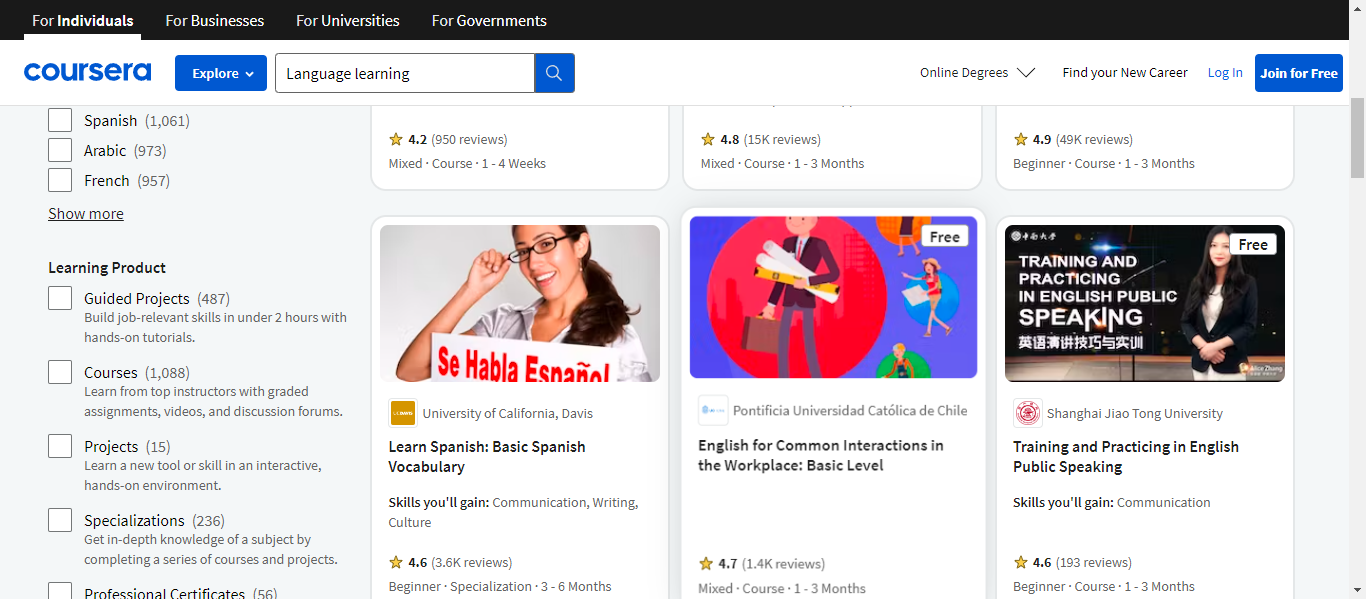 For Individuals
For Businesses
For Universities
For Governments
coursera
Explore
Language learning
Online Degrees
Find your New Career
Log In
Join for Free
Spanish (1,061)
Arabic (973)
French (957)
Show more
Learning Product
Guided Projects (487)
Build job-relevant skills in under 2 hours with
hands-on tutorials.
Courses (1,088)
Learn from top instructors with graded
assignments, videos, and discussion forums.
Projects (15)
Learn a new tool or skill in an interactive,
hands-on environment.
Specializations (236)
Get in-depth knowledge of a subject by
completing a series of courses and projects.
Professional Certificates (56)
4.2 (950 reviews)
Mixed · Course · 1 - 4 Weeks
4.8 (15K reviews)
Mixed · Course · 1 - 3 Months
4.9 (49K reviews)
Beginner · Course · 1 - 3 Months
Se Habla Español
UC DAVIS
University of California, Davis
Learn Spanish: Basic Spanish
Vocabulary
Skills you'll gain: Communication, Writing,
Culture
4.6 (3.6K reviews)
Beginner · Specialization · 3 - 6 Months
Free
Pontificia Universidad Católica de Chile
English for Common Interactions in
the Workplace: Basic Level
4.7 (1.4K reviews)
Mixed · Course · 1 - 3 Months
Free
TRAINING AND
PRACTICING
IN ENGLISH PUBLIC
SPEAKING
英语演讲技巧与实训
Alice Zhong
Shanghai Jiao Tong University
Training and Practicing in English
Public Speaking
Skills you'll gain: Communication
4.6 (193 reviews)
Beginner · Course · 1 - 3 Months